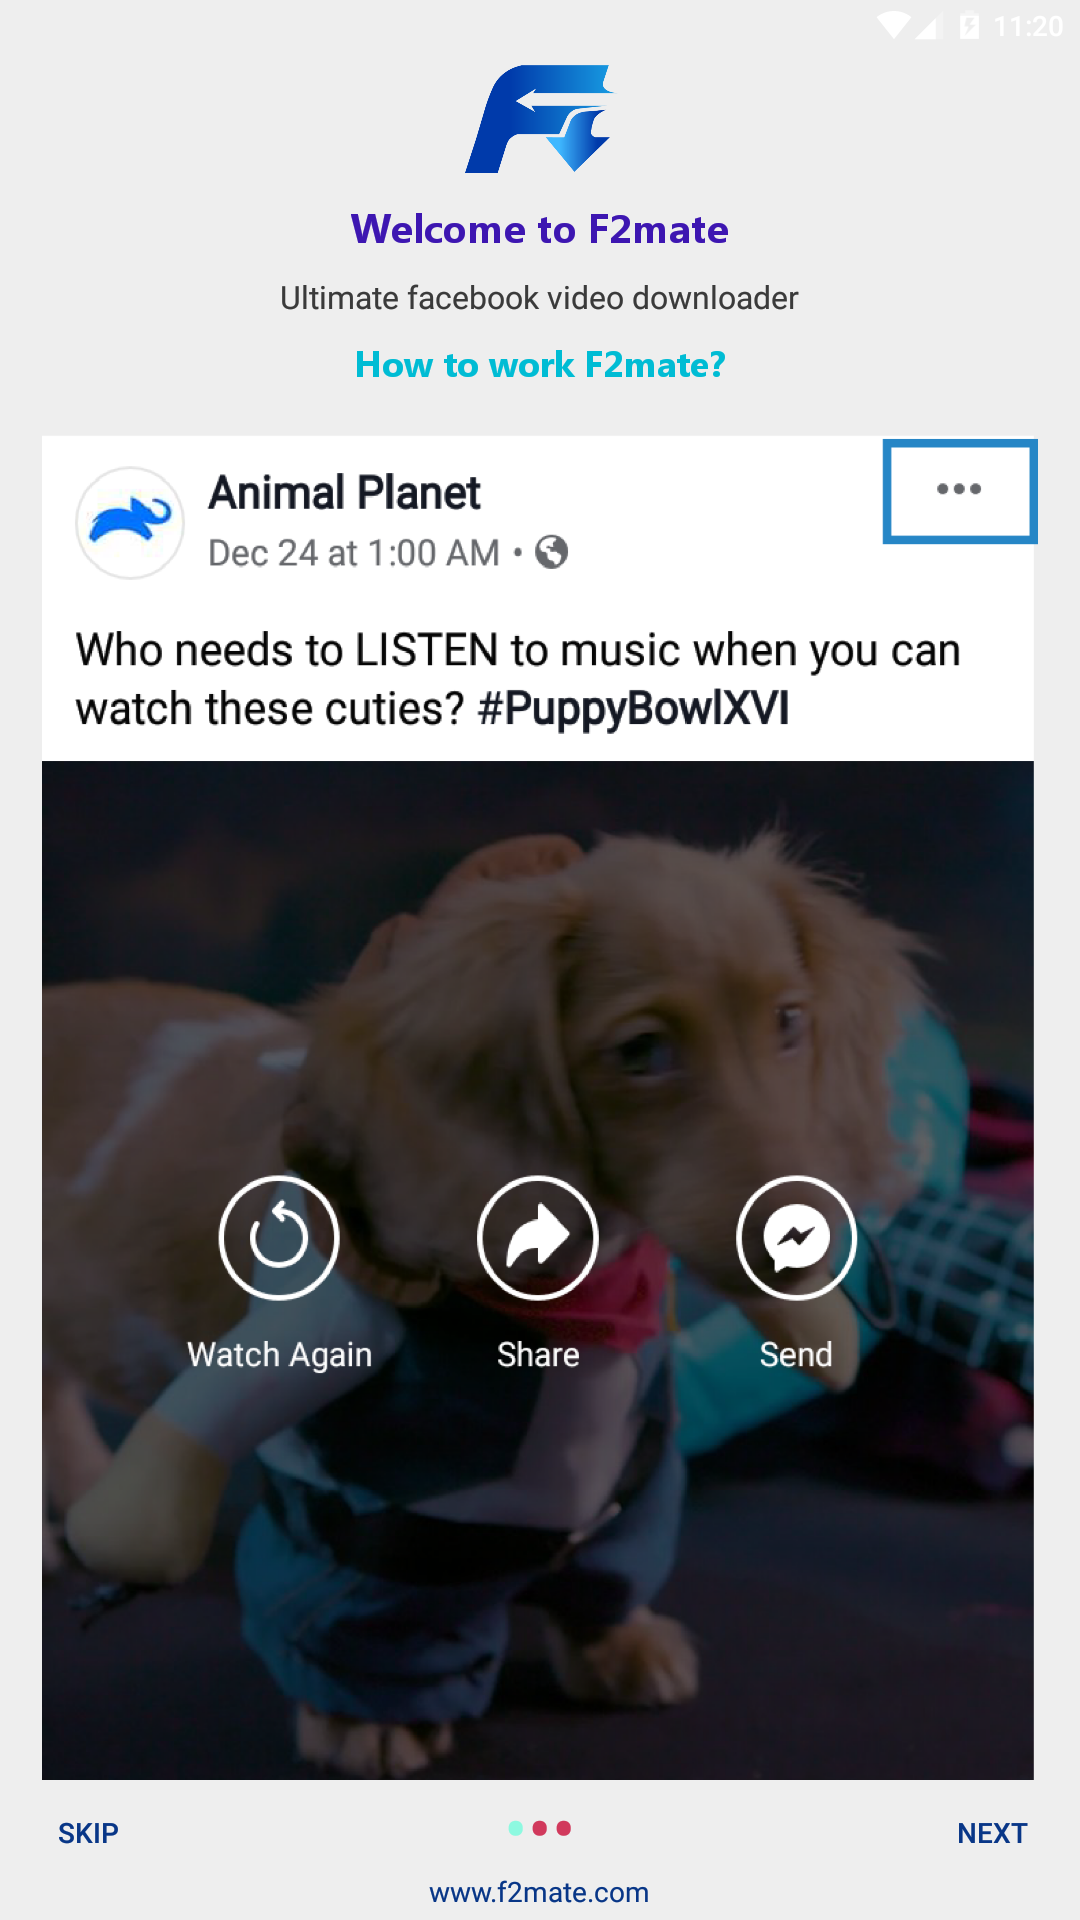 11:20
Welcome to F2mate
Ultimate facebook video downloader
How to work F2mate?
Animal Planet
Dec 24 at 1:00 AM •
Who needs to LISTEN to music when you can
watch these cuties? #PuppyBowlXVI
Watch Again Share Send
SKIP NEXT
www.f2mate.com